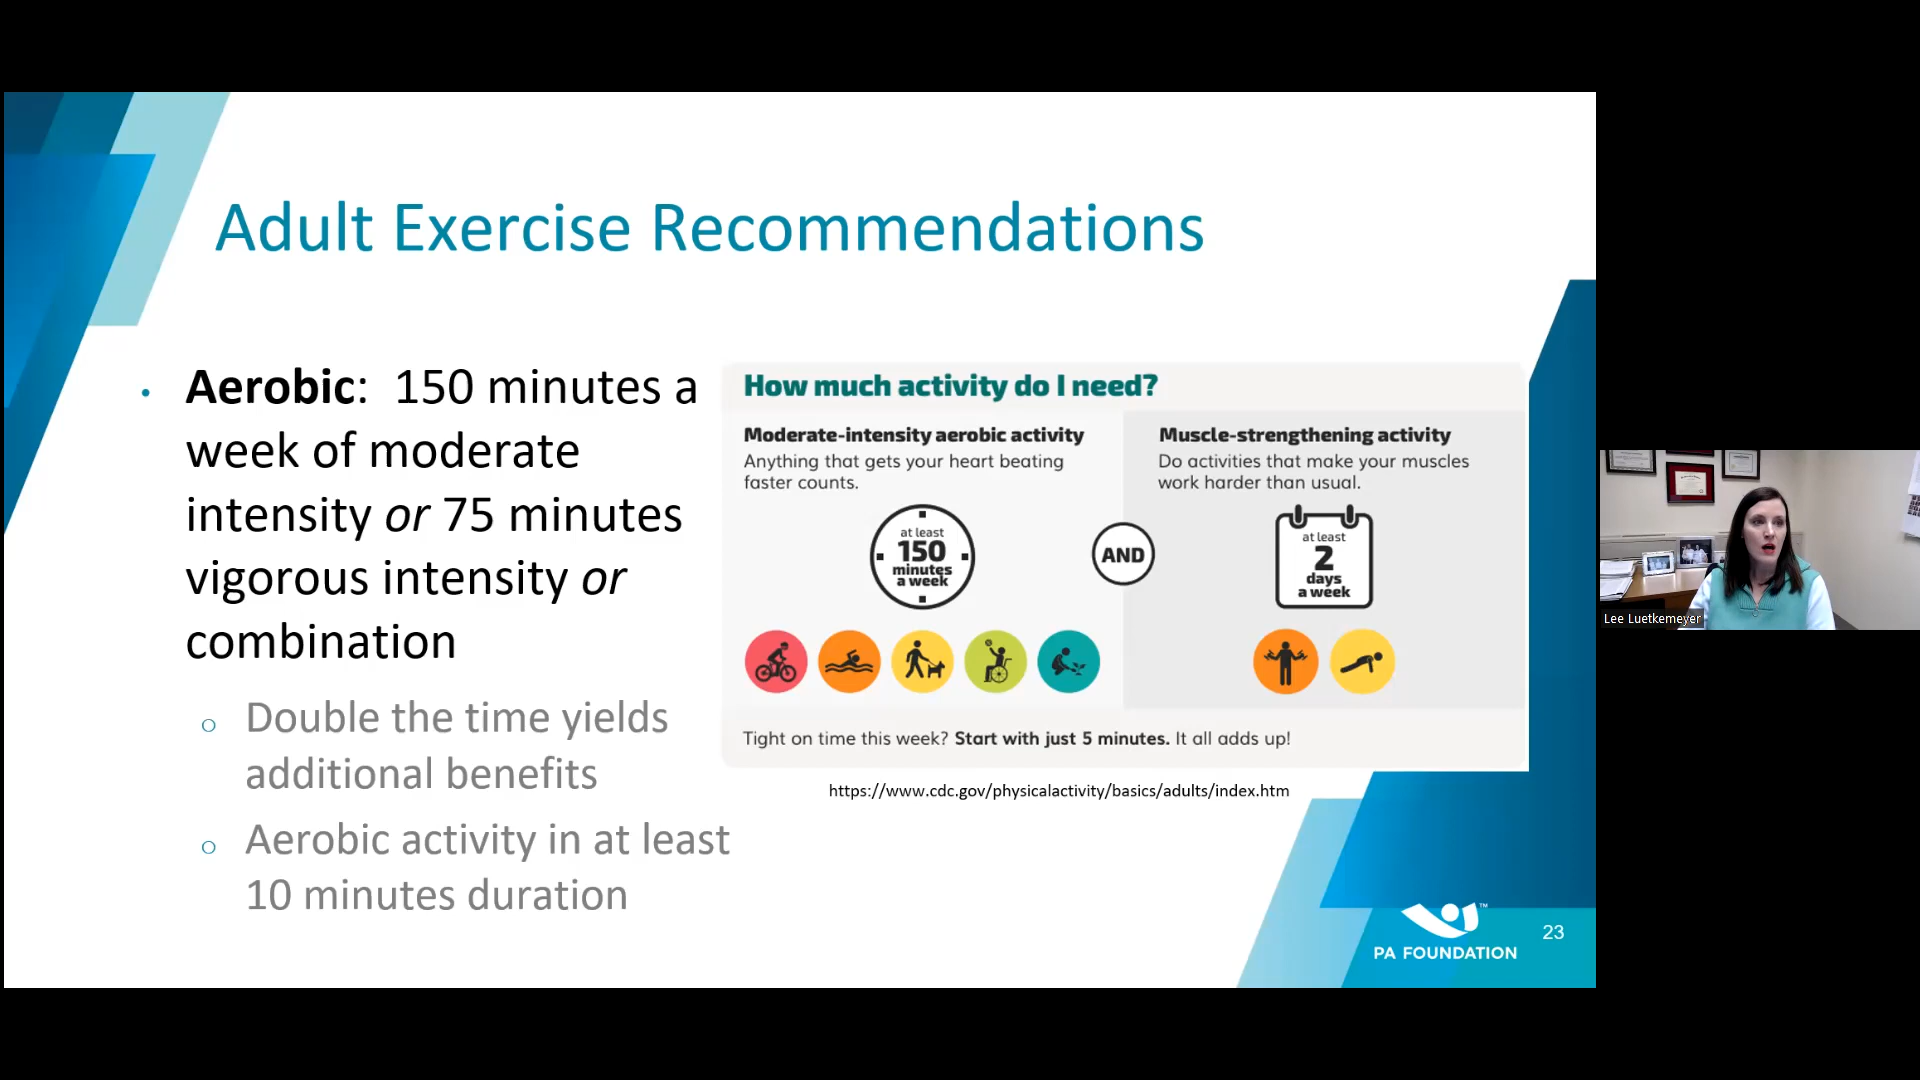 Adult Exercise Recommendations
• Aerobic: 150 minutes a
week of moderate
intensity or 75 minutes
vigorous intensity or
combination
o Double the time yields
additional benefits
o Aerobic activity in at least
10 minutes duration
How much activity do I need?
Moderate-intensity aerobic activity
Anything that gets your heart beating
faster counts.
at least
150
minutes
a week
AND
Muscle-strengthening activity
Do activities that make your muscles
work harder than usual.
at least
2
days
a week
Tight on time this week? Start with just 5 minutes. It all adds up!
https://www.cdc.gov/physicalactivity/basics/adults/index.htm
TM
PA FOUNDATION
23
Lee Luetkemeyer